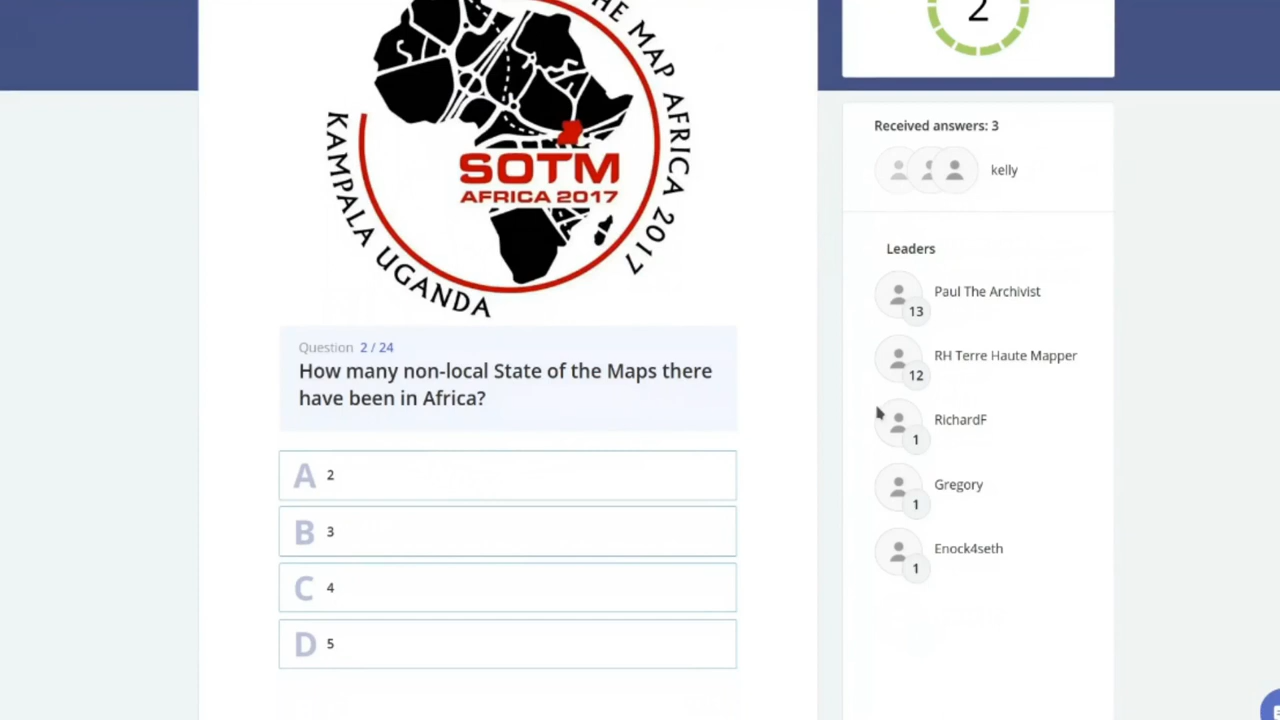 THE MAP AFRICA 2017
KAMPALA UGANDA
SOTM
AFRICA 2017
Question 2 / 24
How many non-local State of the Maps there
have been in Africa?
A 2
B 3
C 4
D 5
2
Received answers: 3
kelly
Leaders
Paul The Archivist
13
RH Terre Haute Mapper
12
RichardF
1
Gregory
1
Enock4seth
1